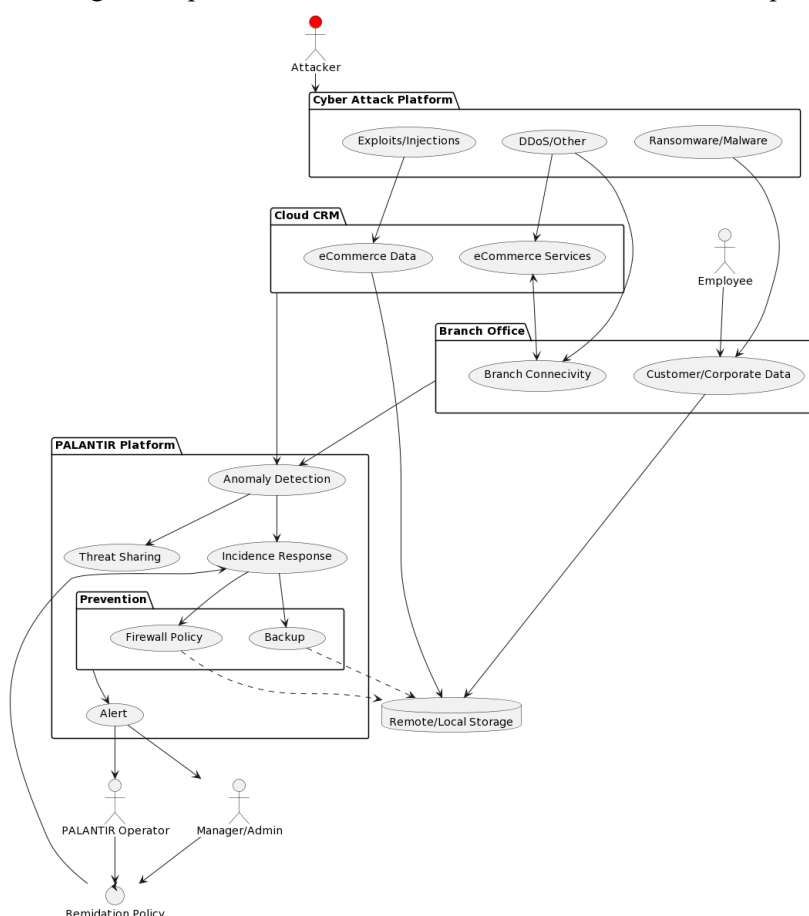 Attacker
Cyber Attack Platform
Exploits/Injections
DDoS/Other
Ransomware/Malware
Cloud CRM
eCommerce Data
eCommerce Services
Employee
Branch Office
Branch Connecivity
Customer/Corporate Data
PALANTIR Platform
Anomaly Detection
Threat Sharing
Incidence Response
Prevention
Firewall Policy
Backup
Alert
Remote/Local Storage
PALANTIR Operator
Manager/Admin
Remidation Policy